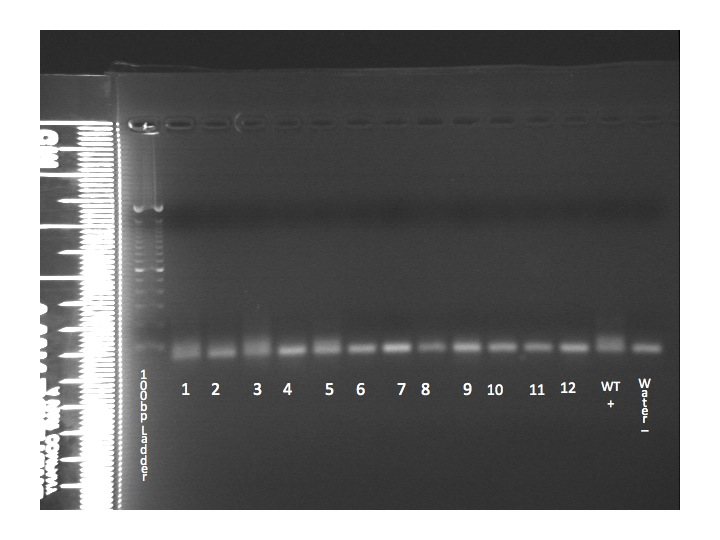 100bp Ladder
1 2 3 4 5 6 7 8 9 10 11 12 WT + Water –